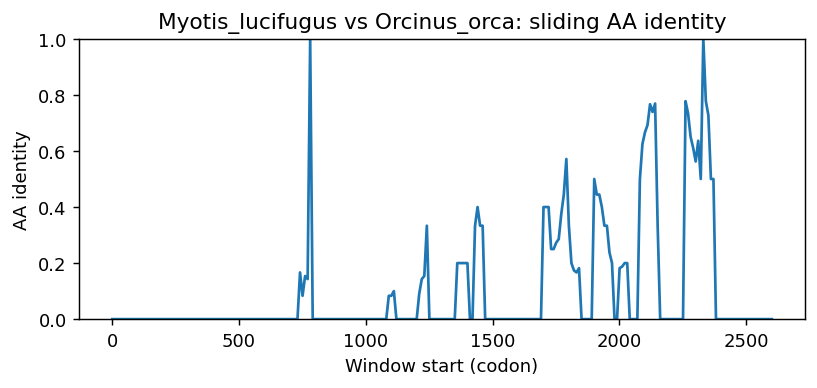 Myotis_lucifugus vs Orcinus_orca: sliding AA identity
1.0
0.8
0.6
0.4
0.2
0.0
AA identity
0 500 1000 1500 2000 2500
Window start (codon)